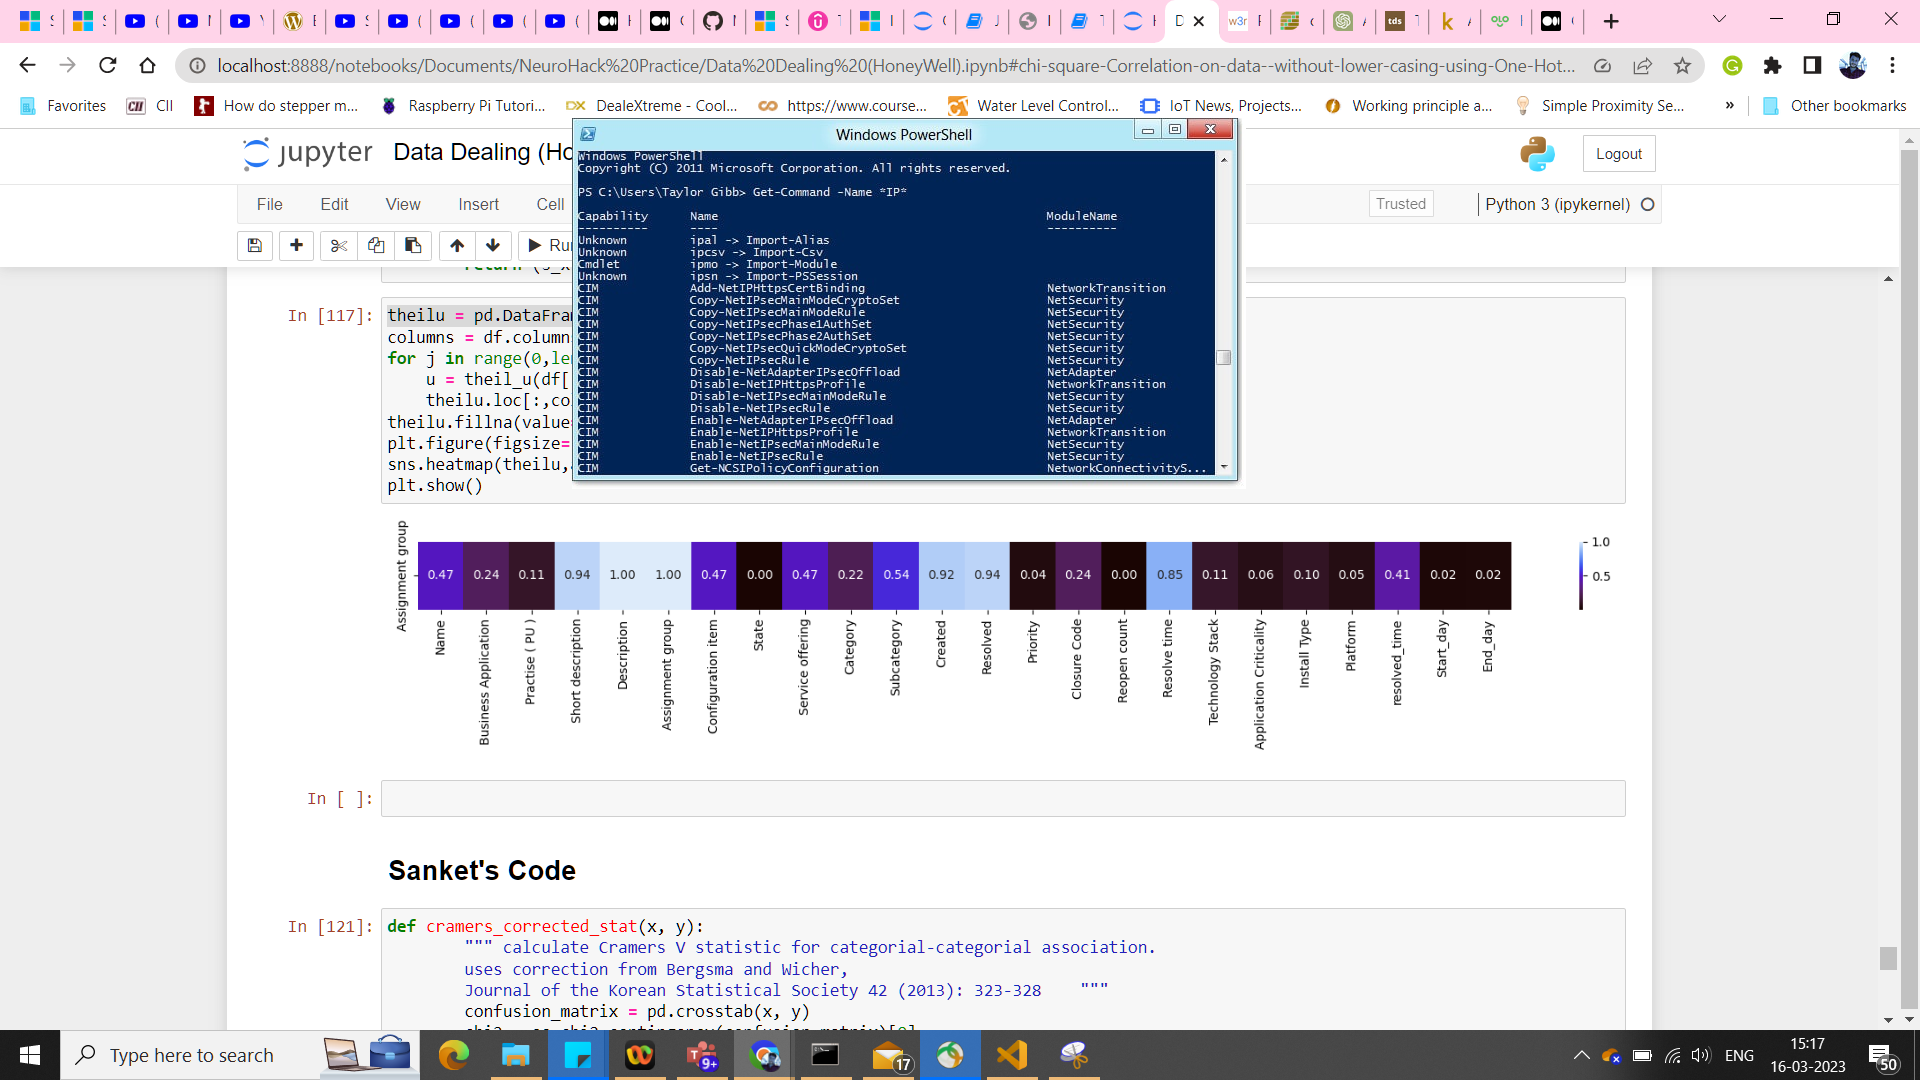 localhost:8888/notebooks/Documents/NeuroHack%20Practice/Data%20Dealing%20(HoneyWell).ipynb#chi-square-Correlation-on-data--without-lower-casing-using-One-Hot...
Favorites CII How do stepper m... Raspberry Pi Tutori... DealeXtreme - Cool... https://www.course... Water Level Control... IoT News, Projects... Working principle a... Simple Proximity Se... » Other bookmarks
jupyter Data Dealing (Ho
Logout
File Edit View Insert Cell
Trusted Python 3 (ipykernel)
Run
Windows PowerShell
Windows PowerShell
Copyright (C) 2011 Microsoft Corporation. All rights reserved.
PS C:\Users\Taylor Gibb> Get-Command -Name *IP*
Capability Name ModuleName
---------- ---- ----------
Unknown ipal -> Import-Alias
Unknown ipcsv -> Import-Csv
Cmdlet ipmo -> Import-Module
Unknown ipsn -> Import-PSSession
CIM Add-NetIPHttpsCertBinding NetworkTransition
CIM Copy-NetIPsecMainModeCryptoSet NetSecurity
CIM Copy-NetIPsecMainModeRule NetSecurity
CIM Copy-NetIPsecPhase1AuthSet NetSecurity
CIM Copy-NetIPsecPhase2AuthSet NetSecurity
CIM Copy-NetIPsecQuickModeCryptoSet NetSecurity
CIM Copy-NetIPsecRule NetSecurity
CIM Disable-NetAdapterIPsecOffload NetAdapter
CIM Disable-NetIPHttpsProfile NetworkTransition
CIM Disable-NetIPsecMainModeRule NetSecurity
CIM Disable-NetIPsecRule NetSecurity
CIM Enable-NetAdapterIPsecOffload NetAdapter
CIM Enable-NetIPHttpsProfile NetworkTransition
CIM Enable-NetIPsecMainModeRule NetSecurity
CIM Enable-NetIPsecRule NetSecurity
CIM Get-NCSIPolicyConfiguration NetworkConnectivityS...
In [117]: theilu = pd.DataFram
columns = df.column
for j in range(0,le
u = theil_u(df[
theilu.loc[:,co
theilu.fillna(value=
plt.figure(figsize=
sns.heatmap(theilu,
plt.show()
Assignment group
0.47 0.24 0.11 0.94 1.00 1.00 0.47 0.00 0.47 0.22 0.54 0.92 0.94 0.04 0.24 0.00 0.85 0.11 0.06 0.10 0.05 0.41 0.02 0.02
1.0
0.5
Name
Business Application
Practise ( PU )
Short description
Description
Assignment group
Configuration item
State
Service offering
Category
Subcategory
Created
Resolved
Priority
Closure Code
Reopen count
Resolve time
Technology Stack
Application Criticality
Install Type
Platform
resolved_time
Start_day
End_day
In [ ]:
Sanket's Code
In [121]: def cramers_corrected_stat(x, y):
""" calculate Cramers V statistic for categorial-categorial association.
uses correction from Bergsma and Wicher,
Journal of the Korean Statistical Society 42 (2013): 323-328 """
confusion_matrix = pd.crosstab(x, y)
Type here to search
9+
17
ENG
15:17
16-03-2023
50